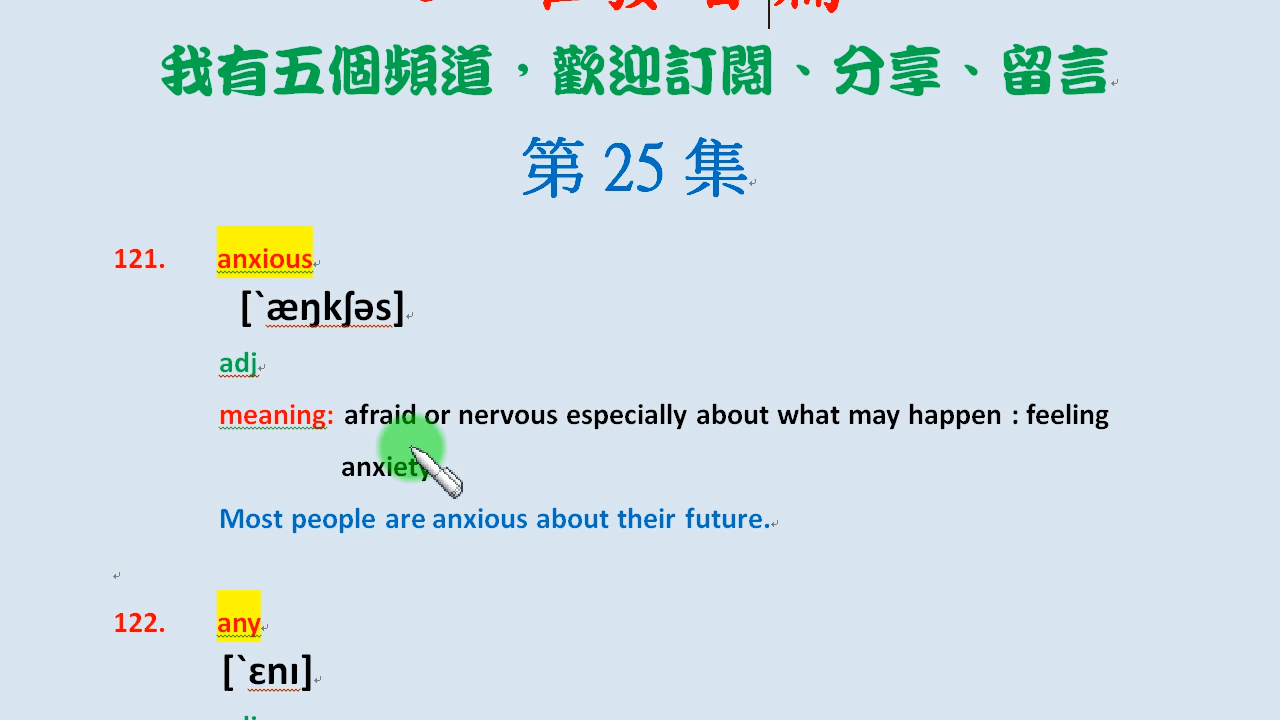 我有五個頻道，歡迎訂閱、分享、留言
第 25 集
121. anxious
[`æŋkʃəs]
adj
meaning: afraid or nervous especially about what may happen : feeling
anxiety
Most people are anxious about their future.
122. any
[`ɛnɪ]